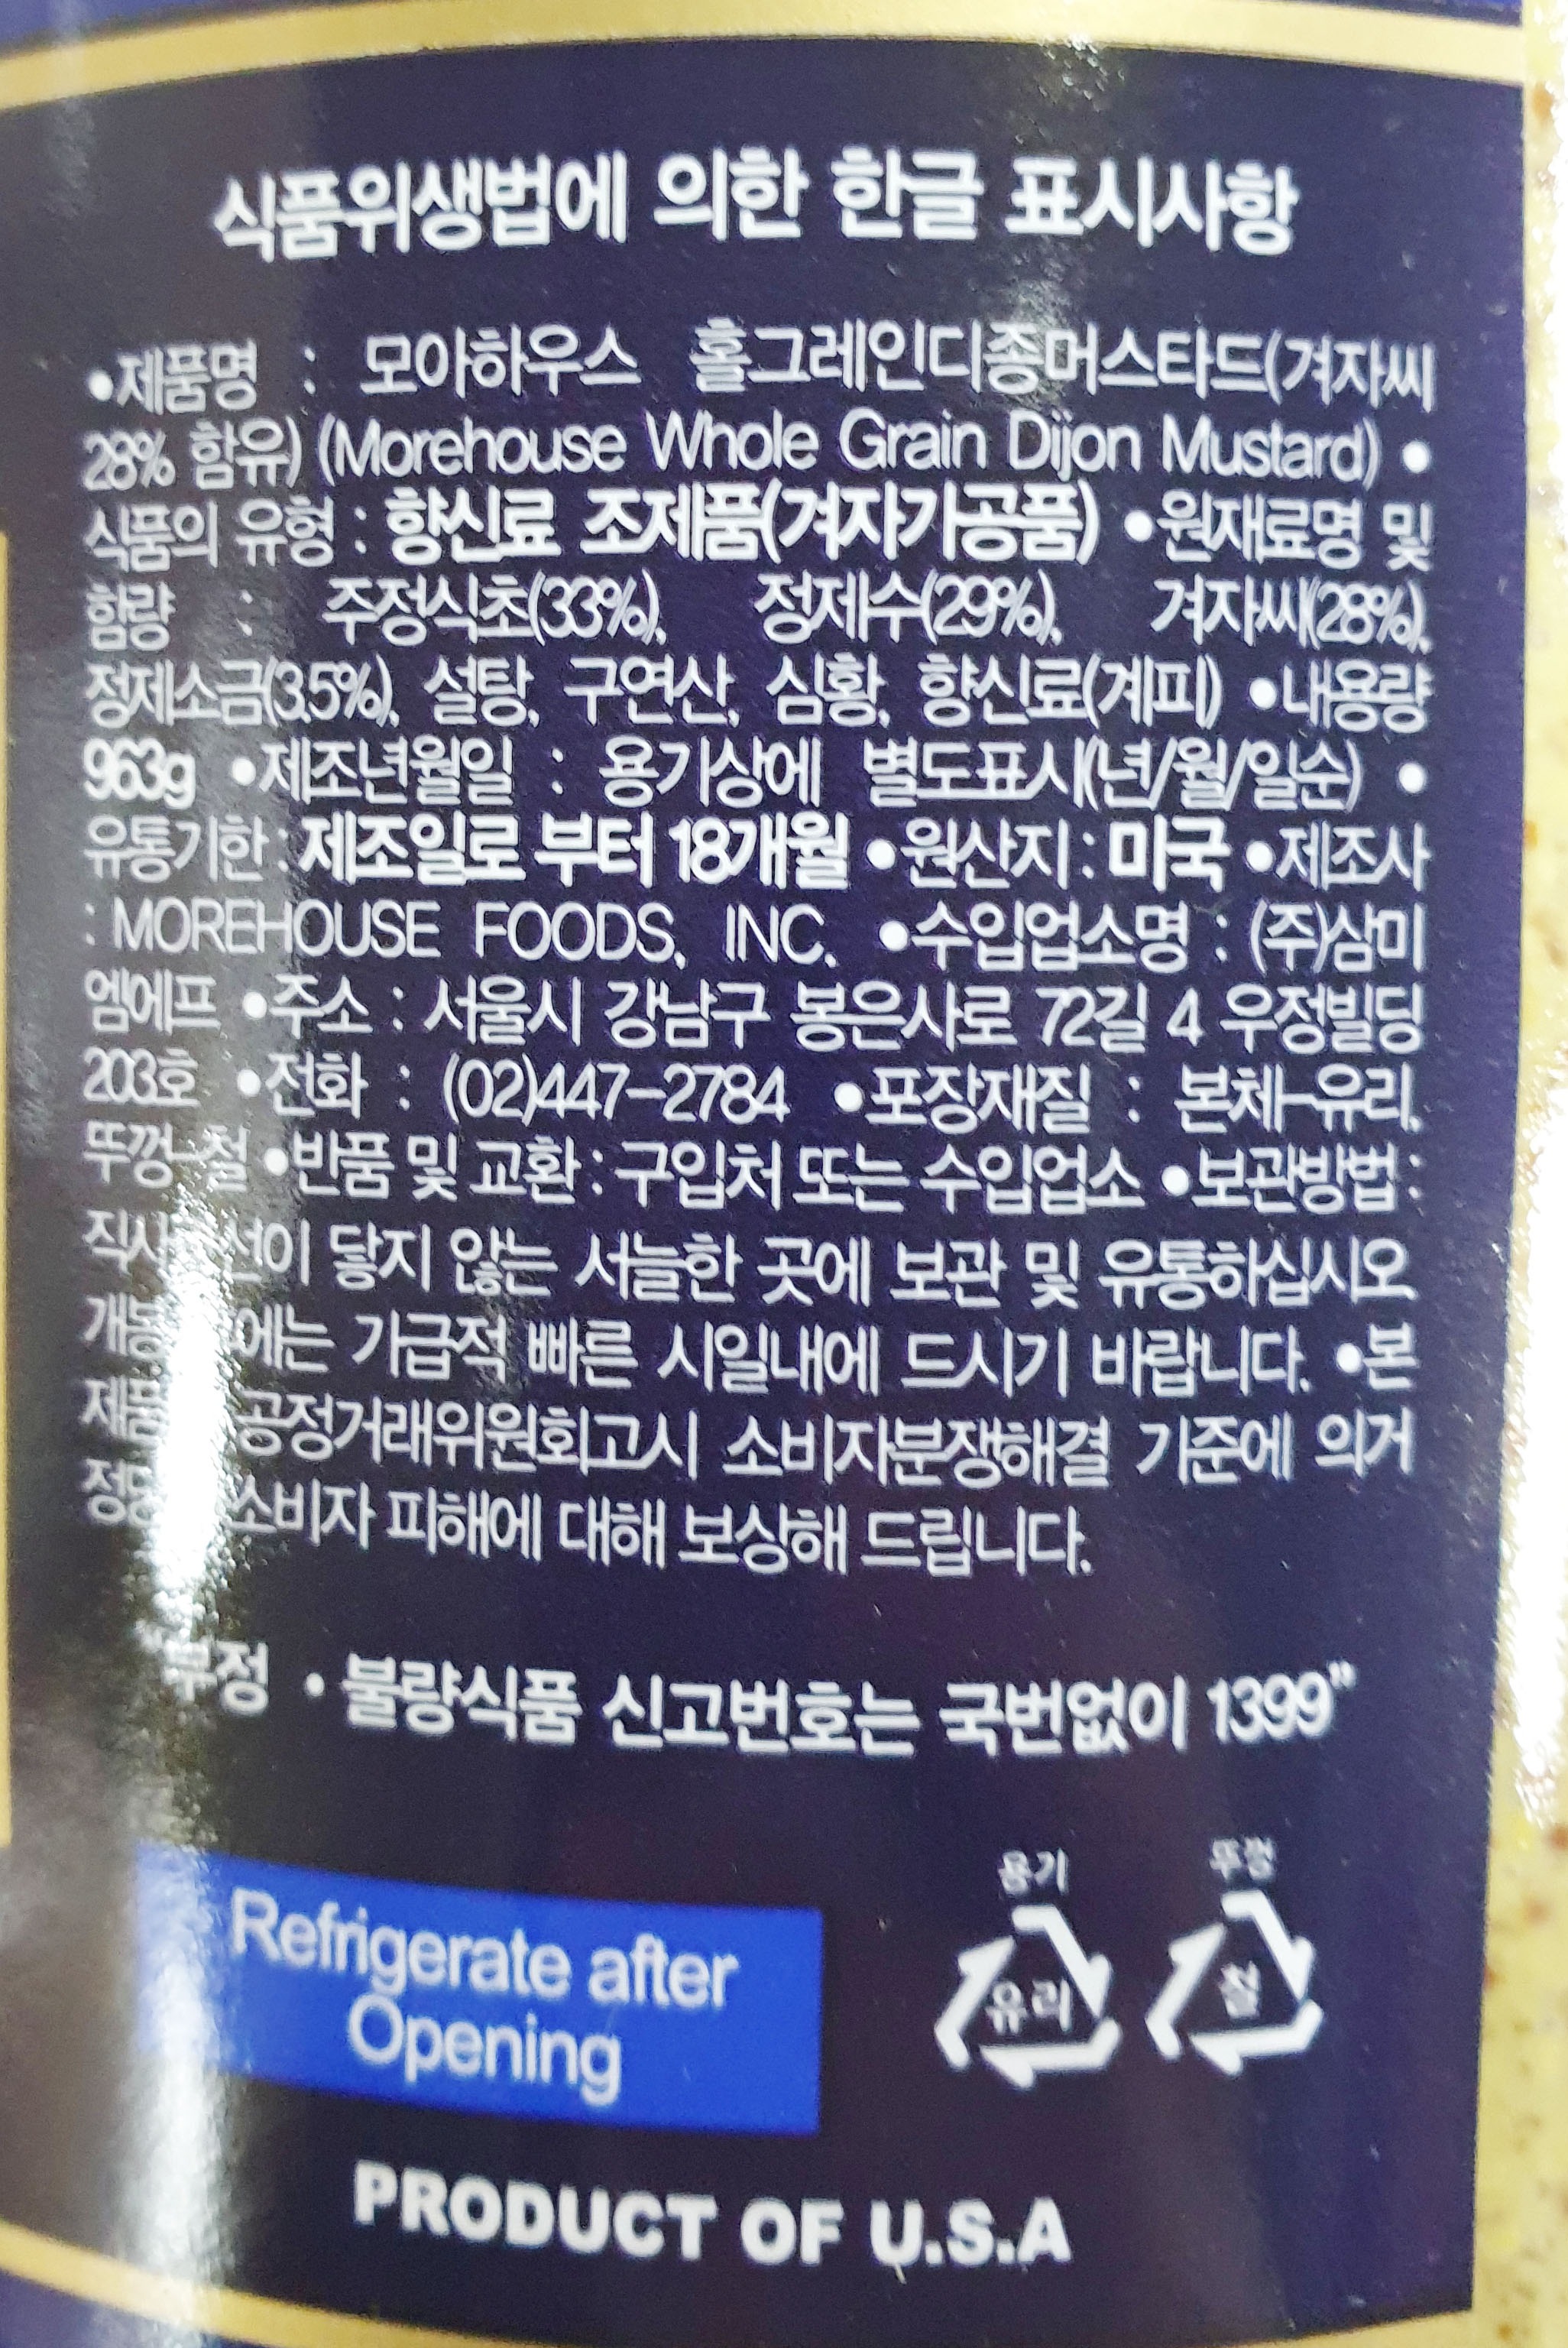 식품위생법에 의한 한글 표시사항
•제품명 : 모아하우스 홀그레인디종머스타드(겨자씨
28% 함유) (Morehouse Whole Grain Dijon Mustard) •
식품의 유형 : 향신료 조제품(겨자가공품) •원재료명 및
함량 : 주정식초(33%), 정제수(29%), 겨자씨(28%),
정제소금(3.5%), 설탕, 구연산, 심황, 향신료(계피) •내용량
963g •제조년월일 : 용기상에 별도표시(년/월/일순) •
유통기한 : 제조일로 부터 18개월 •원산지 : 미국 •제조사
: MOREHOUSE FOODS, INC. •수입업소명 : (주)삼미
엠에프 •주소 : 서울시 강남구 봉은사로 72길 4 우정빌딩
203호 •전화 : (02)447-2784 •포장재질 : 본체-유리,
뚜껑-철 •반품 및 교환 : 구입처 또는 수입업소 •보관방법 :
닿지 않는 서늘한 곳에 보관 및 유통하십시오
가급적 빠른 시일내에 드시기 바랍니다. •본
공정거래위원회고시 소비자분쟁해결 기준에 의거
소비자 피해에 대해 보상해 드립니다.
부정 • 불량식품 신고번호는 국번없이 1399"
용기 뚜껑
유리 철
Refrigerate after
Opening
PRODUCT OF U.S.A